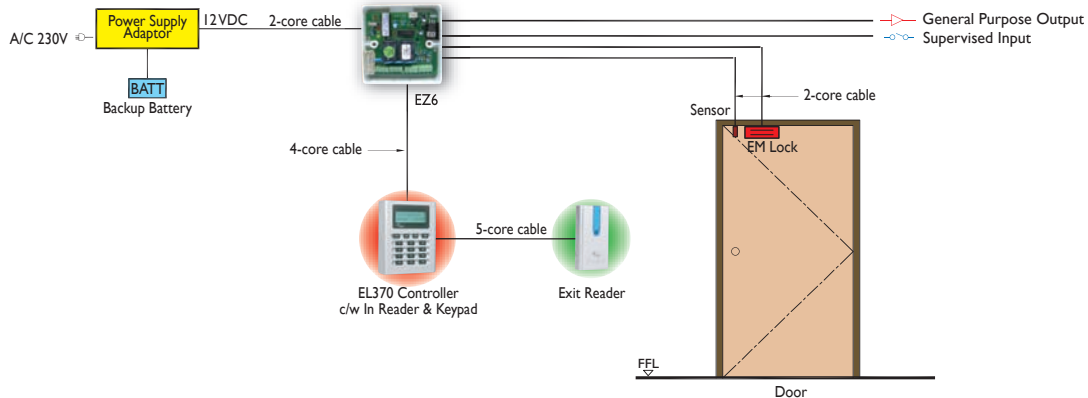 Power Supply
Adaptor
12VDC
2-core cable
A/C 230V
BATT
Backup Battery
EZ6
General Purpose Output
Supervised Input
2-core cable
Sensor
EM Lock
4-core cable
5-core cable
EL370 Controller
c/w In Reader & Keypad
Exit Reader
FFL
Door